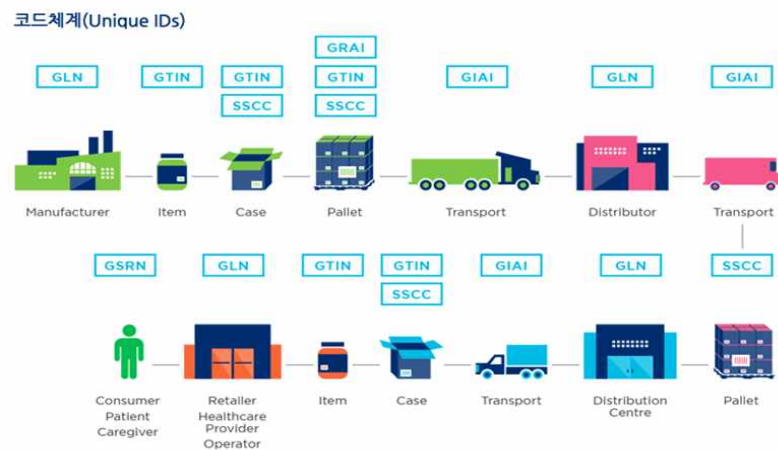 코드체계(Unique IDs)
GRAI
GLN GTIN GTIN GTIN GIAI GLN GIAI
SSCC SSCC
Manufacturer Item Case Pallet Transport Distributor Transport
GSRN GLN GTIN GTIN GIAI GLN SSCC
SSCC
Consumer Retailer Item Case Transport Distribution Pallet
Patient Healthcare Centre
Caregiver Provider
Operator